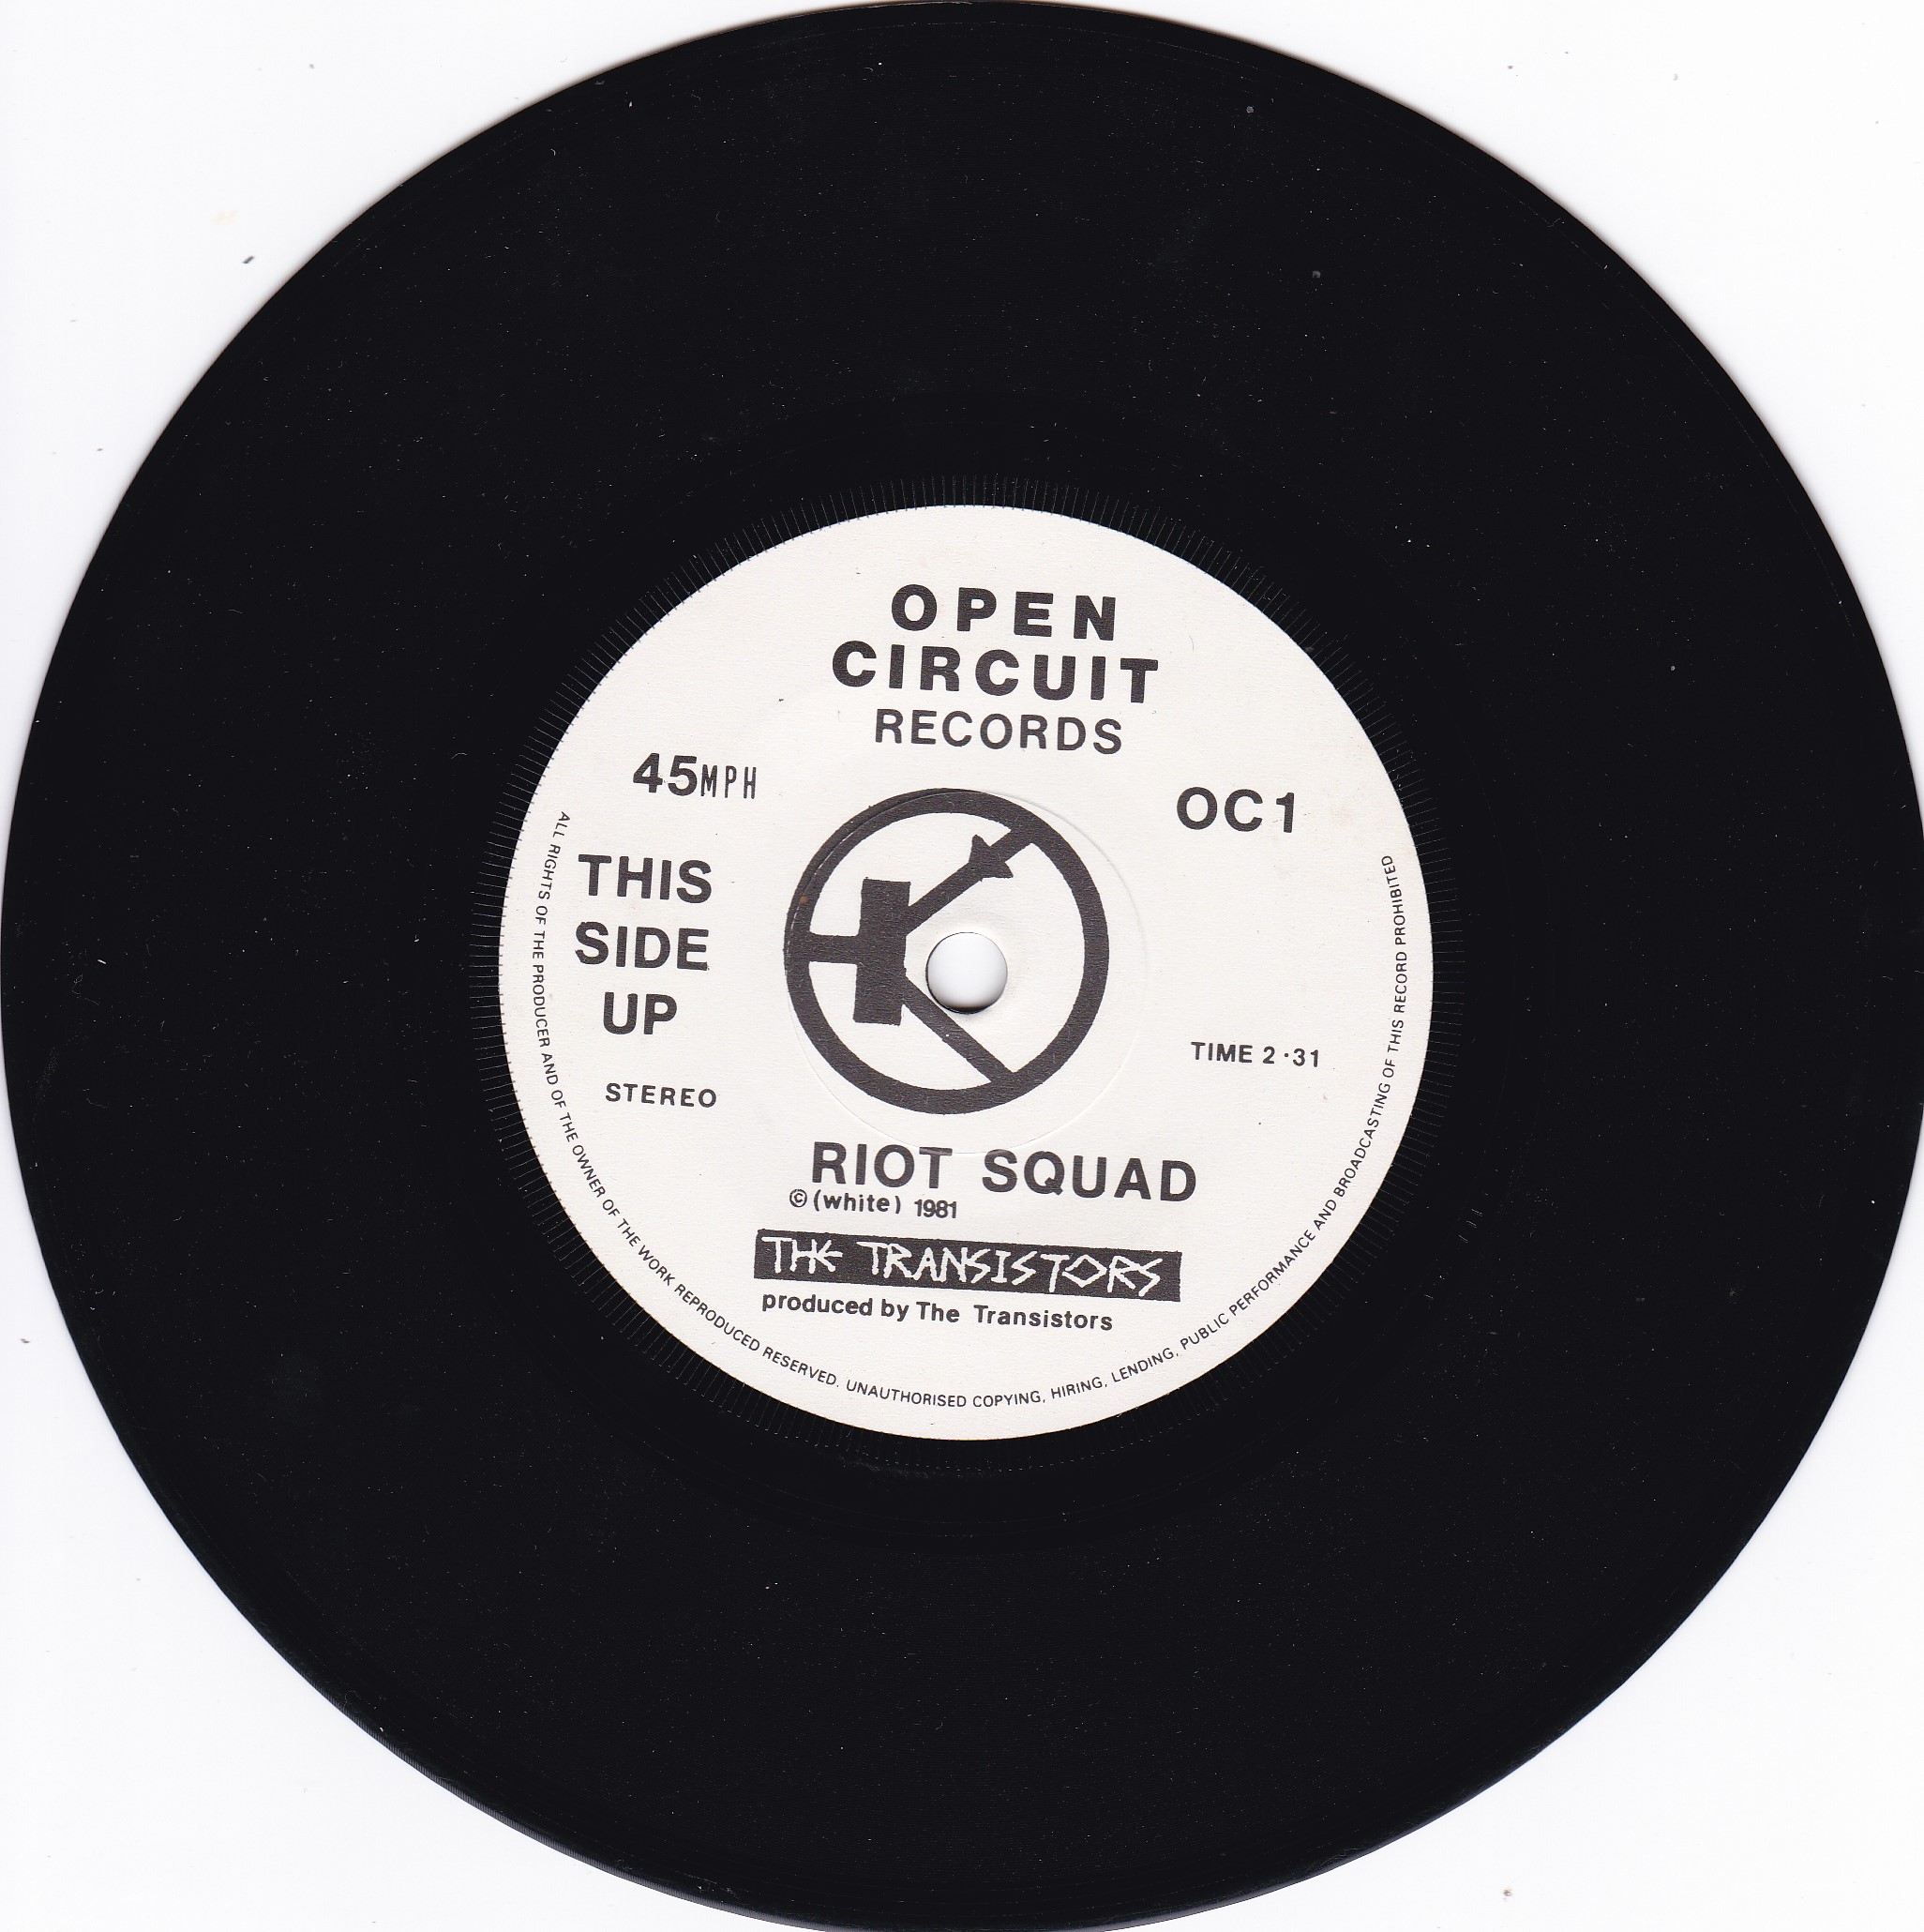 OPEN
CIRCUIT
RECORDS
45MPH
OC1
THIS
SIDE
UP
STEREO
TIME 2·31
RIOT SQUAD
© (white) 1981
THE TRANSISTORS
produced by The Transistors
ALL RIGHTS OF THE PRODUCER AND OF THE OWNER OF THE WORK REPRODUCED RESERVED. UNAUTHORISED COPYING, HIRING, LENDING, PUBLIC PERFORMANCE AND BROADCASTING OF THIS RECORD PROHIBITED